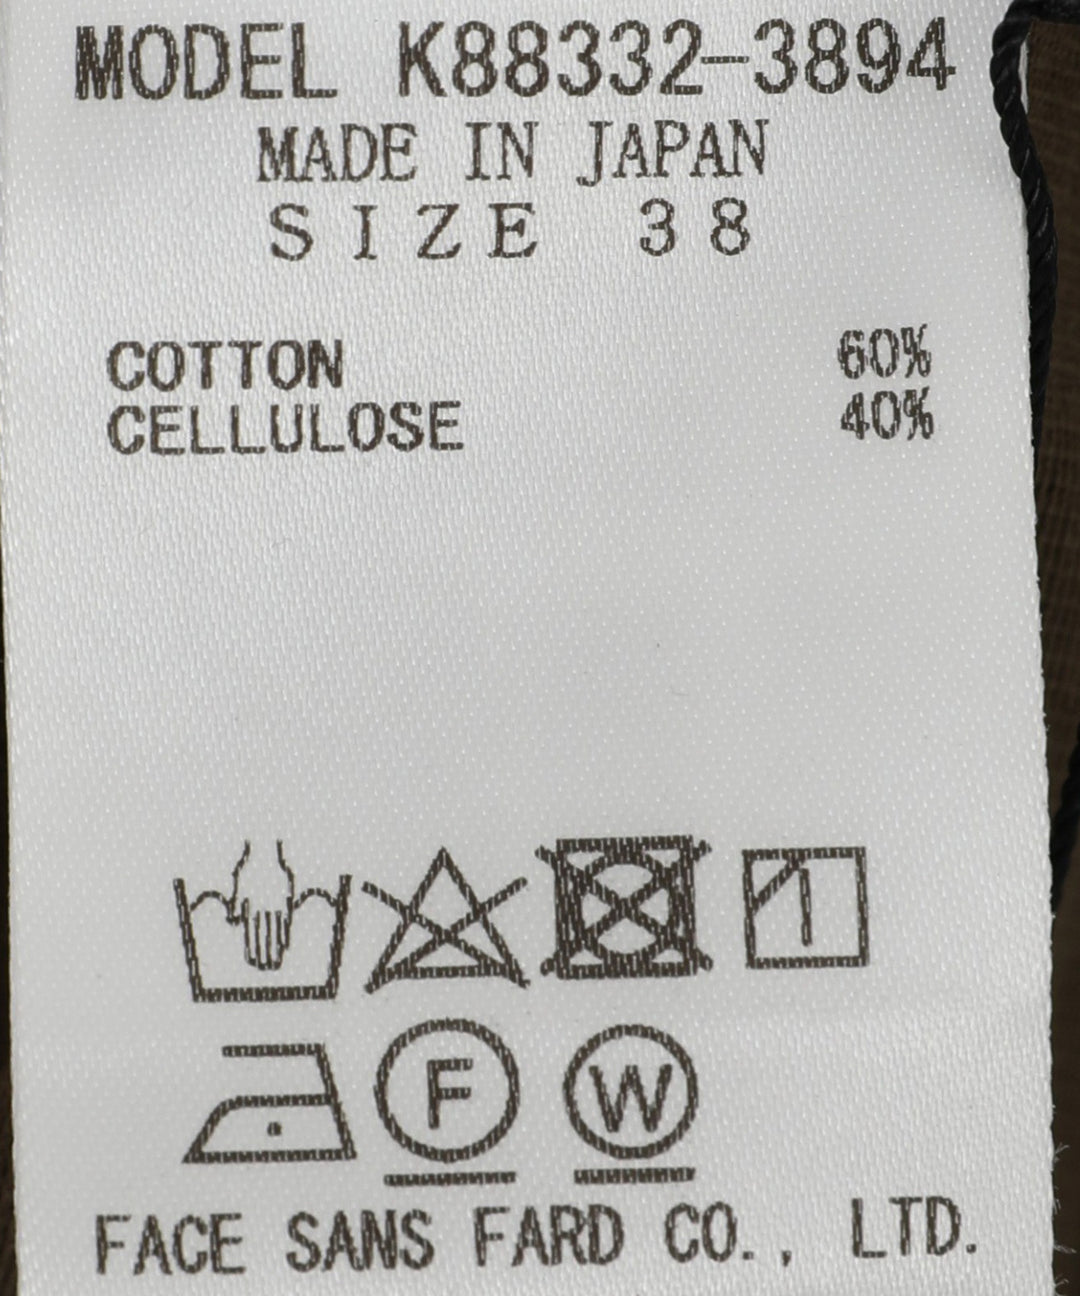 MODEL K88332-3894
MADE IN JAPAN
SIZE 38
COTTON 60%
CELLULOSE 40%
F W
FACE SANS FARD CO., LTD.